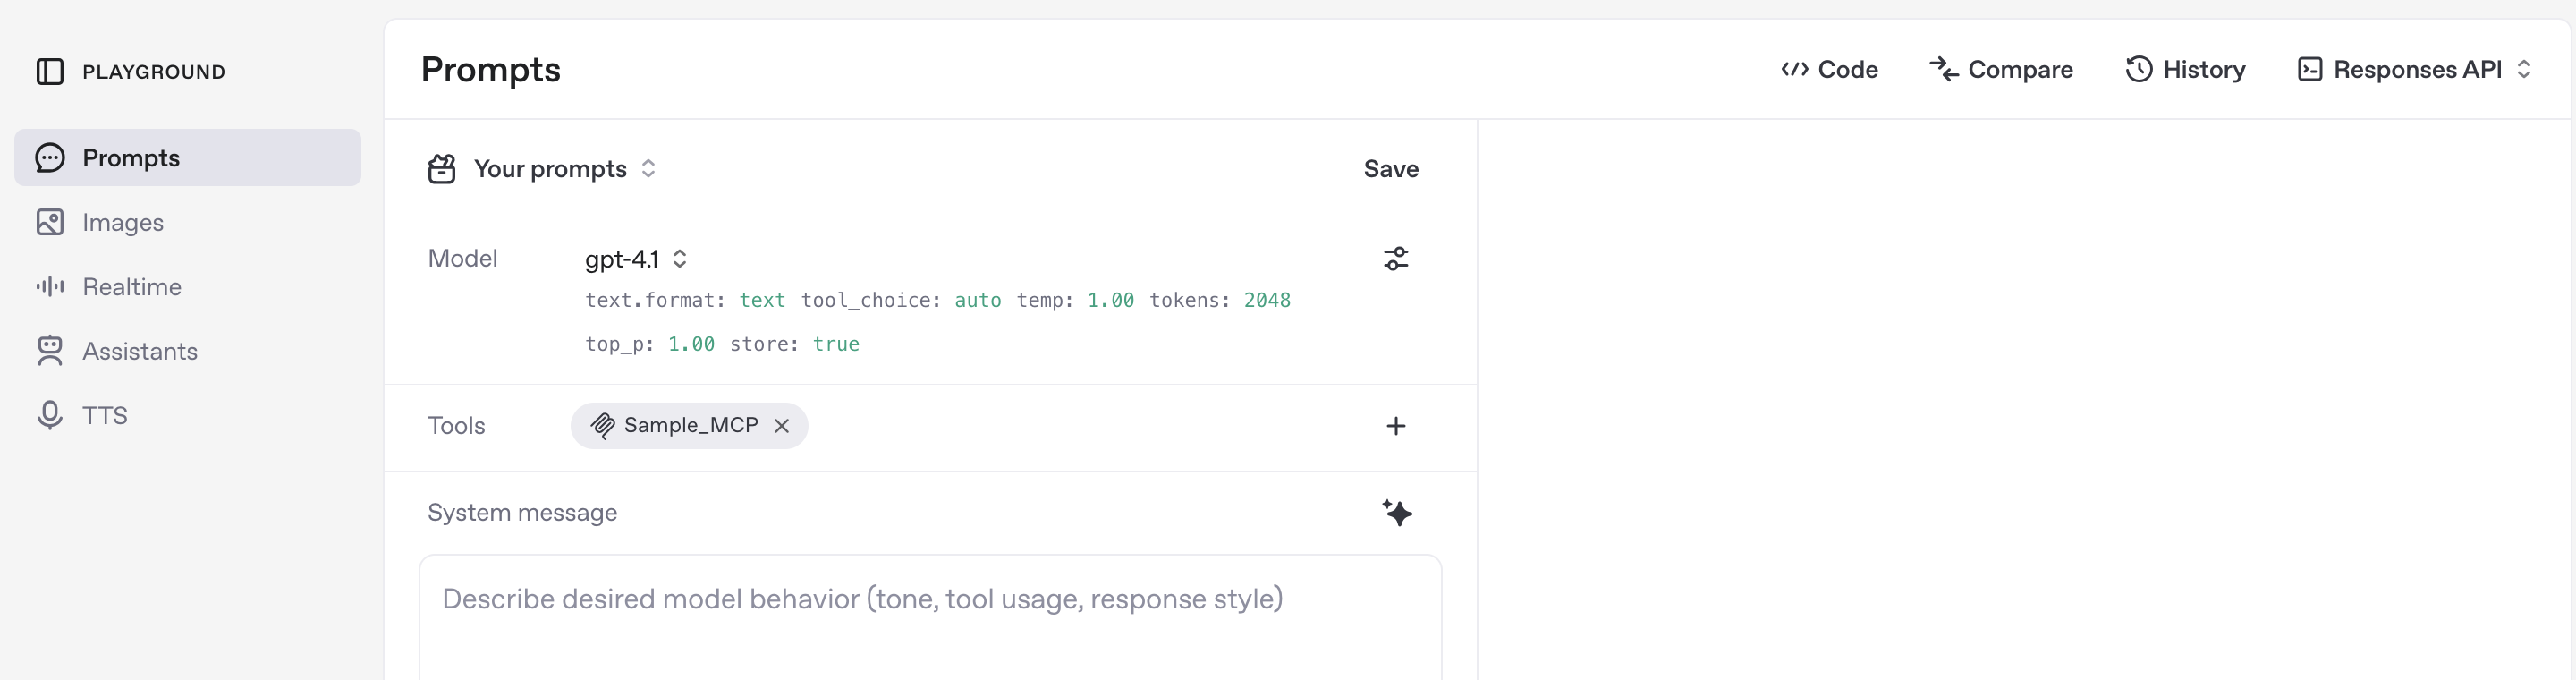 PLAYGROUND
Prompts
Images
Realtime
Assistants
TTS
Prompts
Code
Compare
History
Responses API
Your prompts
Save
Model
gpt-4.1
text.format: text tool_choice: auto temp: 1.00 tokens: 2048
top_p: 1.00 store: true
Tools
Sample_MCP
System message
Describe desired model behavior (tone, tool usage, response style)